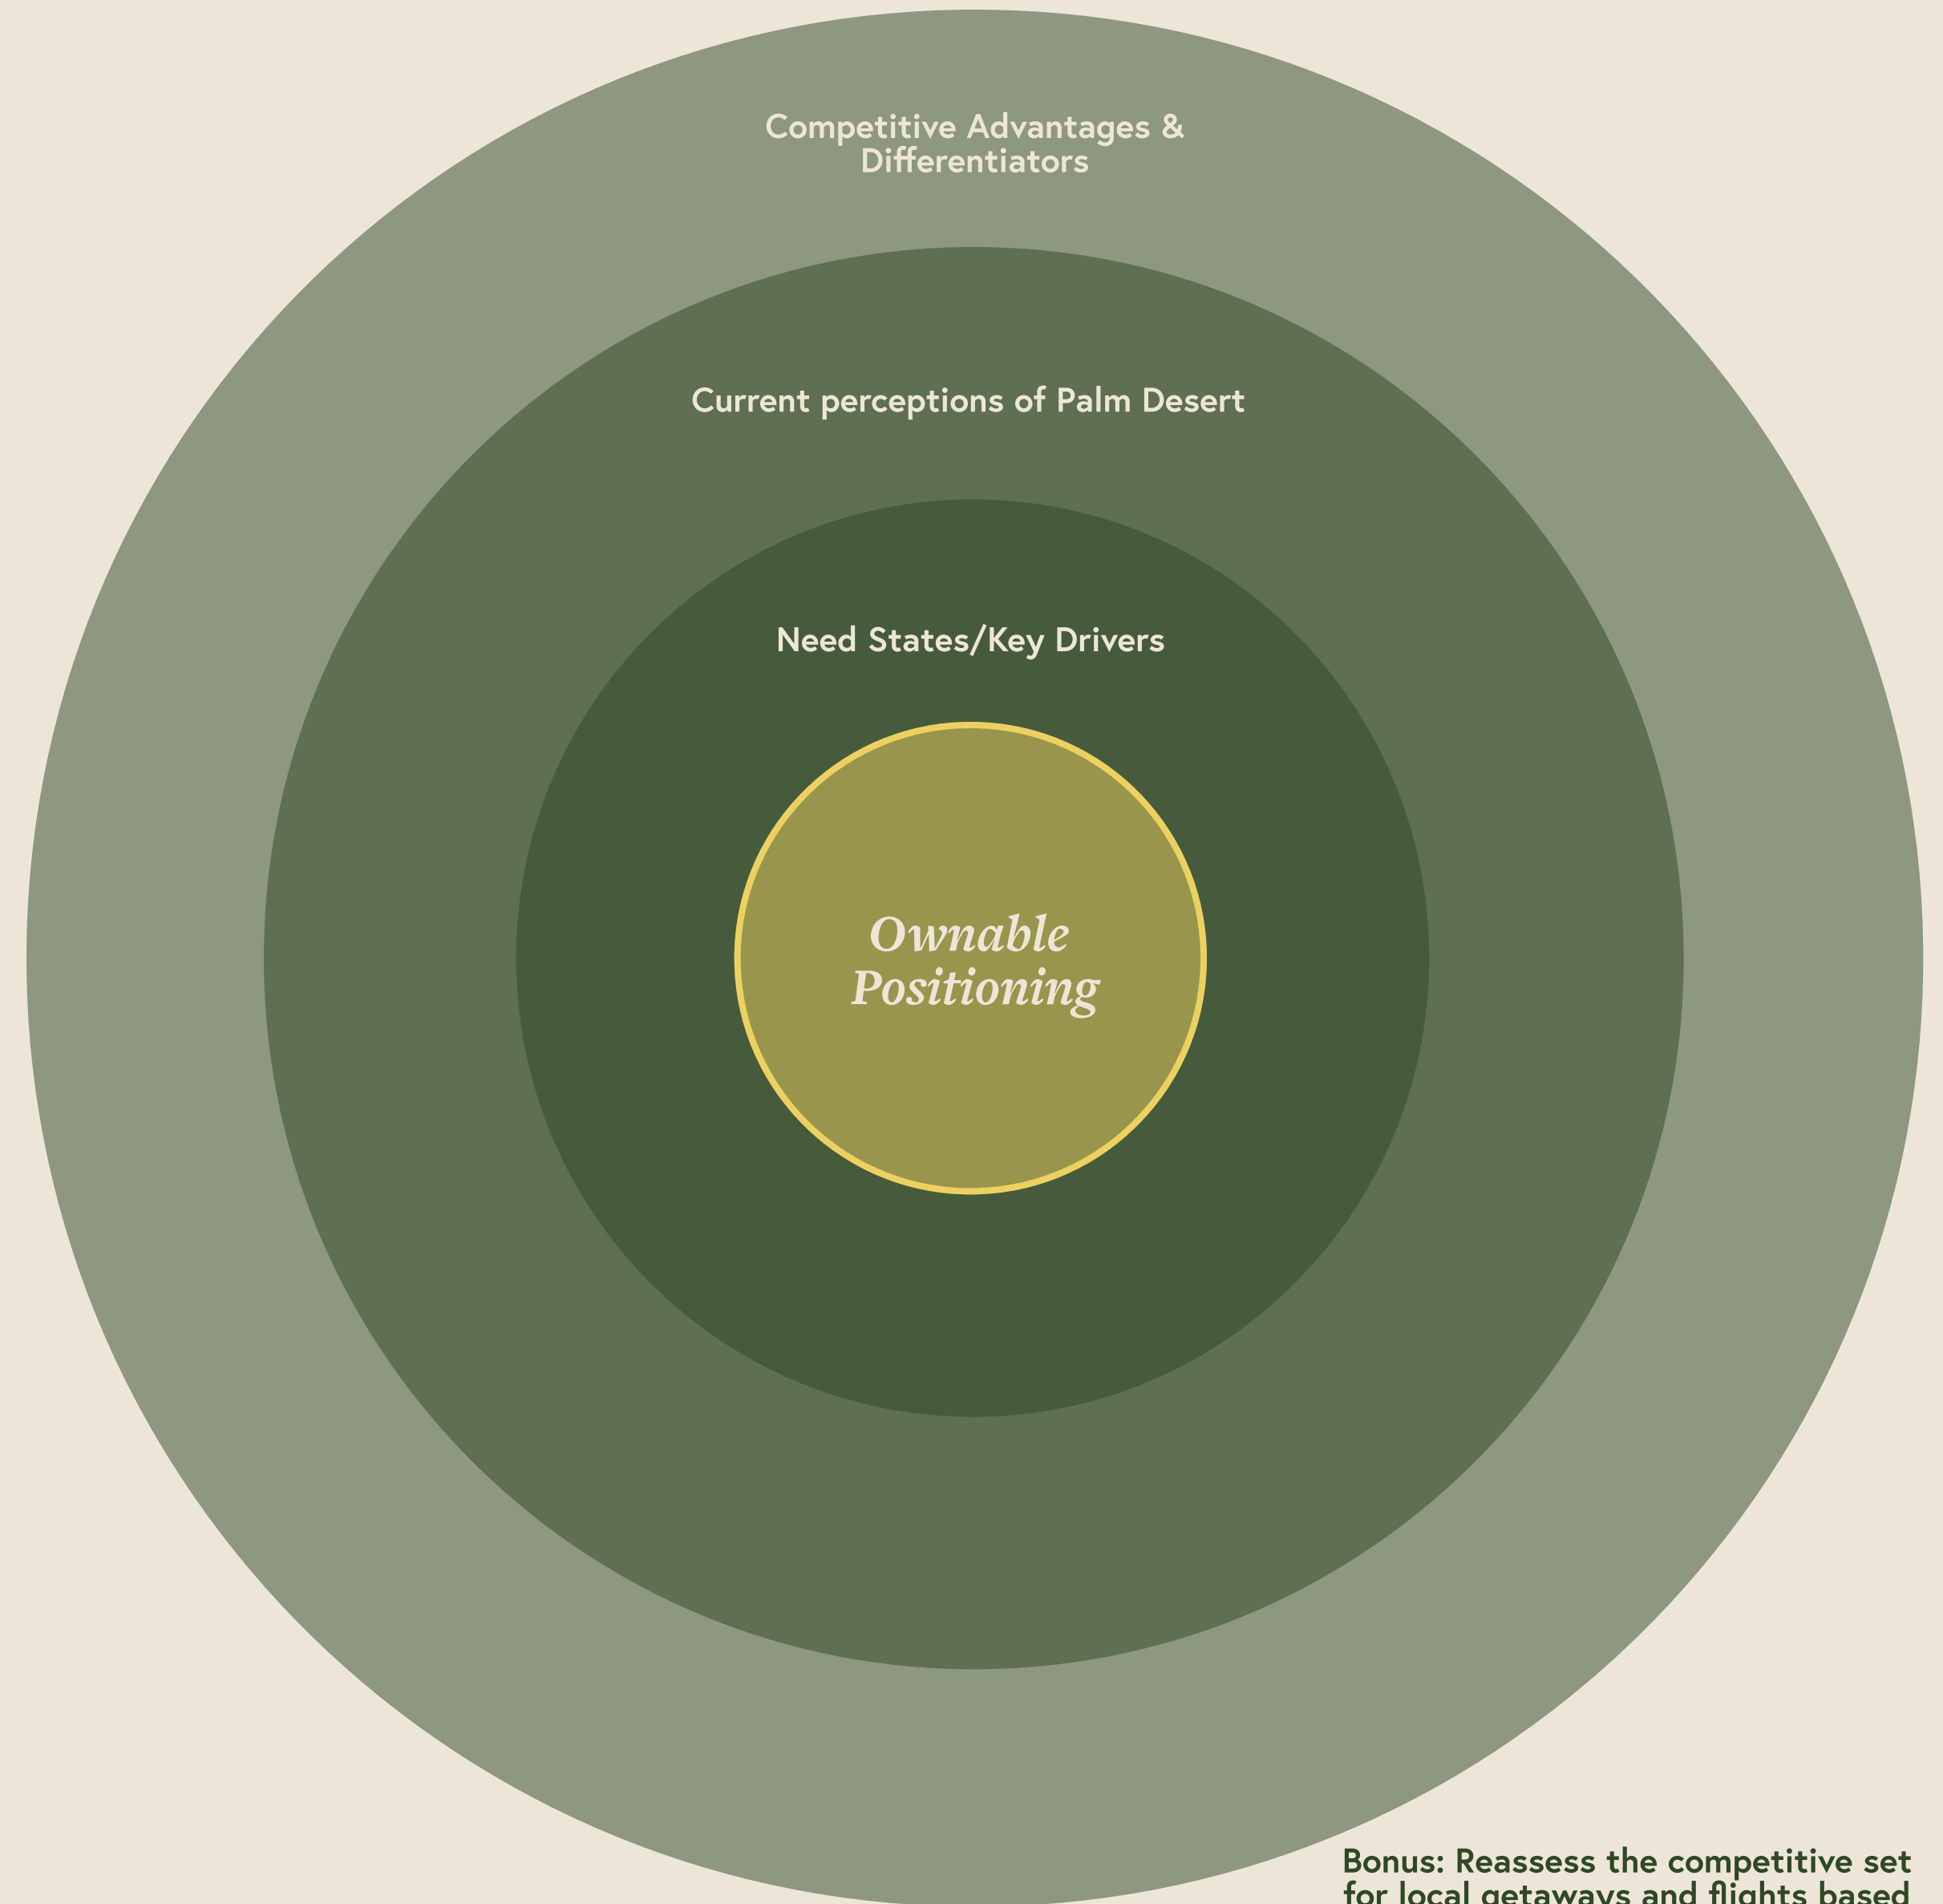 Competitive Advantages &
Differentiators
Current perceptions of Palm Desert
Need States/Key Drivers
Ownable
Positioning
Bonus: Reassess the competitive set
for local getaways and flights based